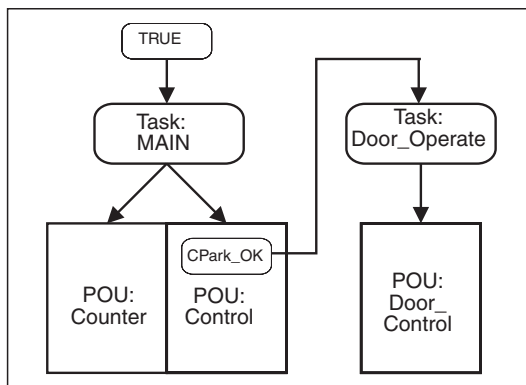 TRUE
Task:
MAIN
Task:
Door_Operate
CPark_OK
POU:
Counter
POU:
Control
POU:
Door_
Control